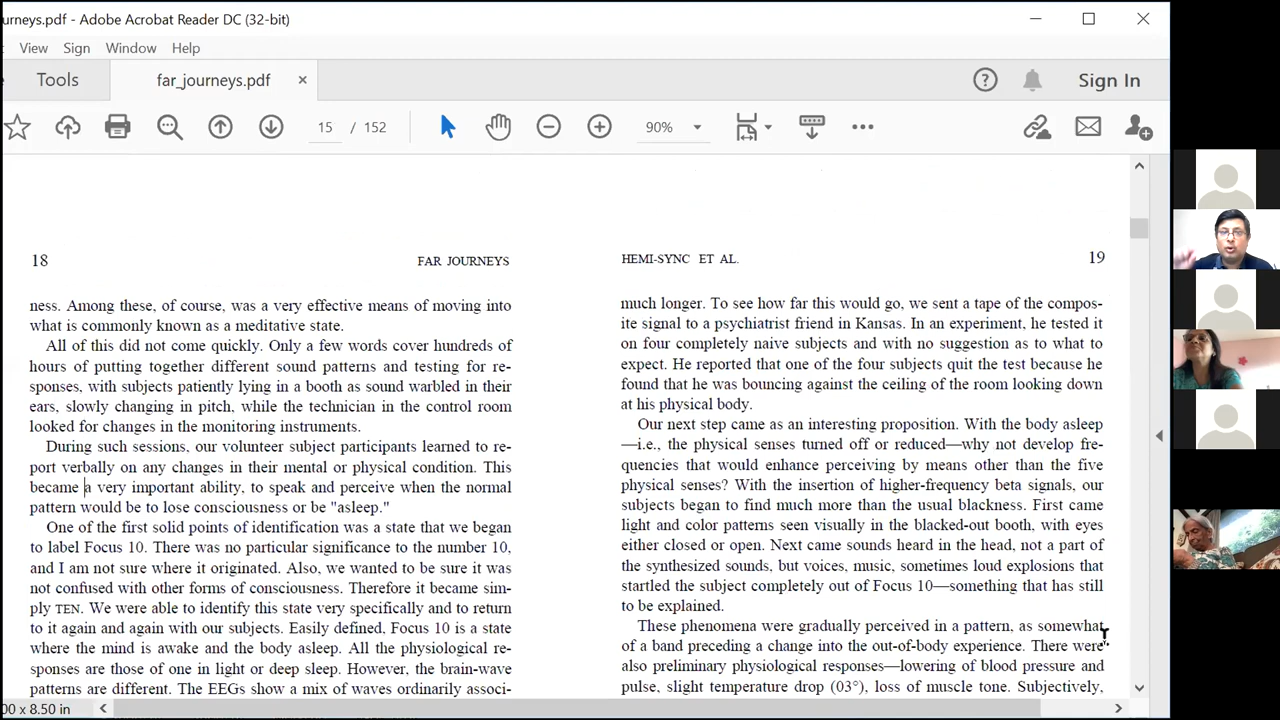 urneys.pdf - Adobe Acrobat Reader DC (32-bit)
View Sign Window Help
Tools far_journeys.pdf Sign In
15 / 152 90%
18 FAR JOURNEYS
ness. Among these, of course, was a very effective means of moving into
what is commonly known as a meditative state.
All of this did not come quickly. Only a few words cover hundreds of
hours of putting together different sound patterns and testing for re-
sponses, with subjects patiently lying in a booth as sound warbled in their
ears, slowly changing in pitch, while the technician in the control room
looked for changes in the monitoring instruments.
During such sessions, our volunteer subject participants learned to re-
port verbally on any changes in their mental or physical condition. This
became a very important ability, to speak and perceive when the normal
pattern would be to lose consciousness or be "asleep."
One of the first solid points of identification was a state that we began
to label Focus 10. There was no particular significance to the number 10,
and I am not sure where it originated. Also, we wanted to be sure it was
not confused with other forms of consciousness. Therefore it became sim-
ply TEN. We were able to identify this state very specifically and to return
to it again and again with our subjects. Easily defined, Focus 10 is a state
where the mind is awake and the body asleep. All the physiological re-
sponses are those of one in light or deep sleep. However, the brain-wave
patterns are different. The EEGs show a mix of waves ordinarily associ-
HEMI-SYNC ET AL. 19
much longer. To see how far this would go, we sent a tape of the compos-
ite signal to a psychiatrist friend in Kansas. In an experiment, he tested it
on four completely naive subjects and with no suggestion as to what to
expect. He reported that one of the four subjects quit the test because he
found that he was bouncing against the ceiling of the room looking down
at his physical body.
Our next step came as an interesting proposition. With the body asleep
—i.e., the physical senses turned off or reduced—why not develop fre-
quencies that would enhance perceiving by means other than the five
physical senses? With the insertion of higher-frequency beta signals, our
subjects began to find much more than the usual blackness. First came
light and color patterns seen visually in the blacked-out booth, with eyes
either closed or open. Next came sounds heard in the head, not a part of
the synthesized sounds, but voices, music, sometimes loud explosions that
startled the subject completely out of Focus 10—something that has still
to be explained.
These phenomena were gradually perceived in a pattern, as somewhat
of a band preceding a change into the out-of-body experience. There were
also preliminary physiological responses—lowering of blood pressure and
pulse, slight temperature drop (03°), loss of muscle tone. Subjectively,
00 x 8.50 in